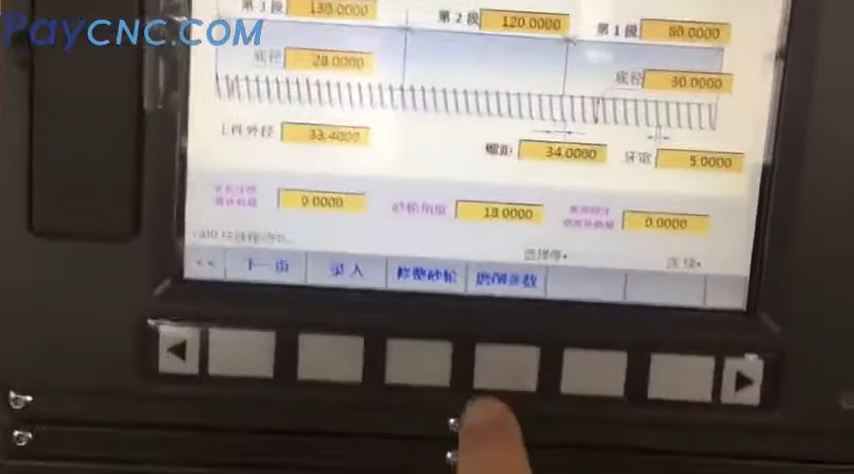 PayCNC.COM
第3段 130.0000
第2段 120.0000
第1段 80.0000
底径 28.0000
底径 30.0000
工件外径 33.4000
螺距 34.0000
牙宽 5.0000
0.0000
砂轮角度 18.0000
0.0000
选择停
连续
<< 下一页 录入 修整砂轮 磨削参数